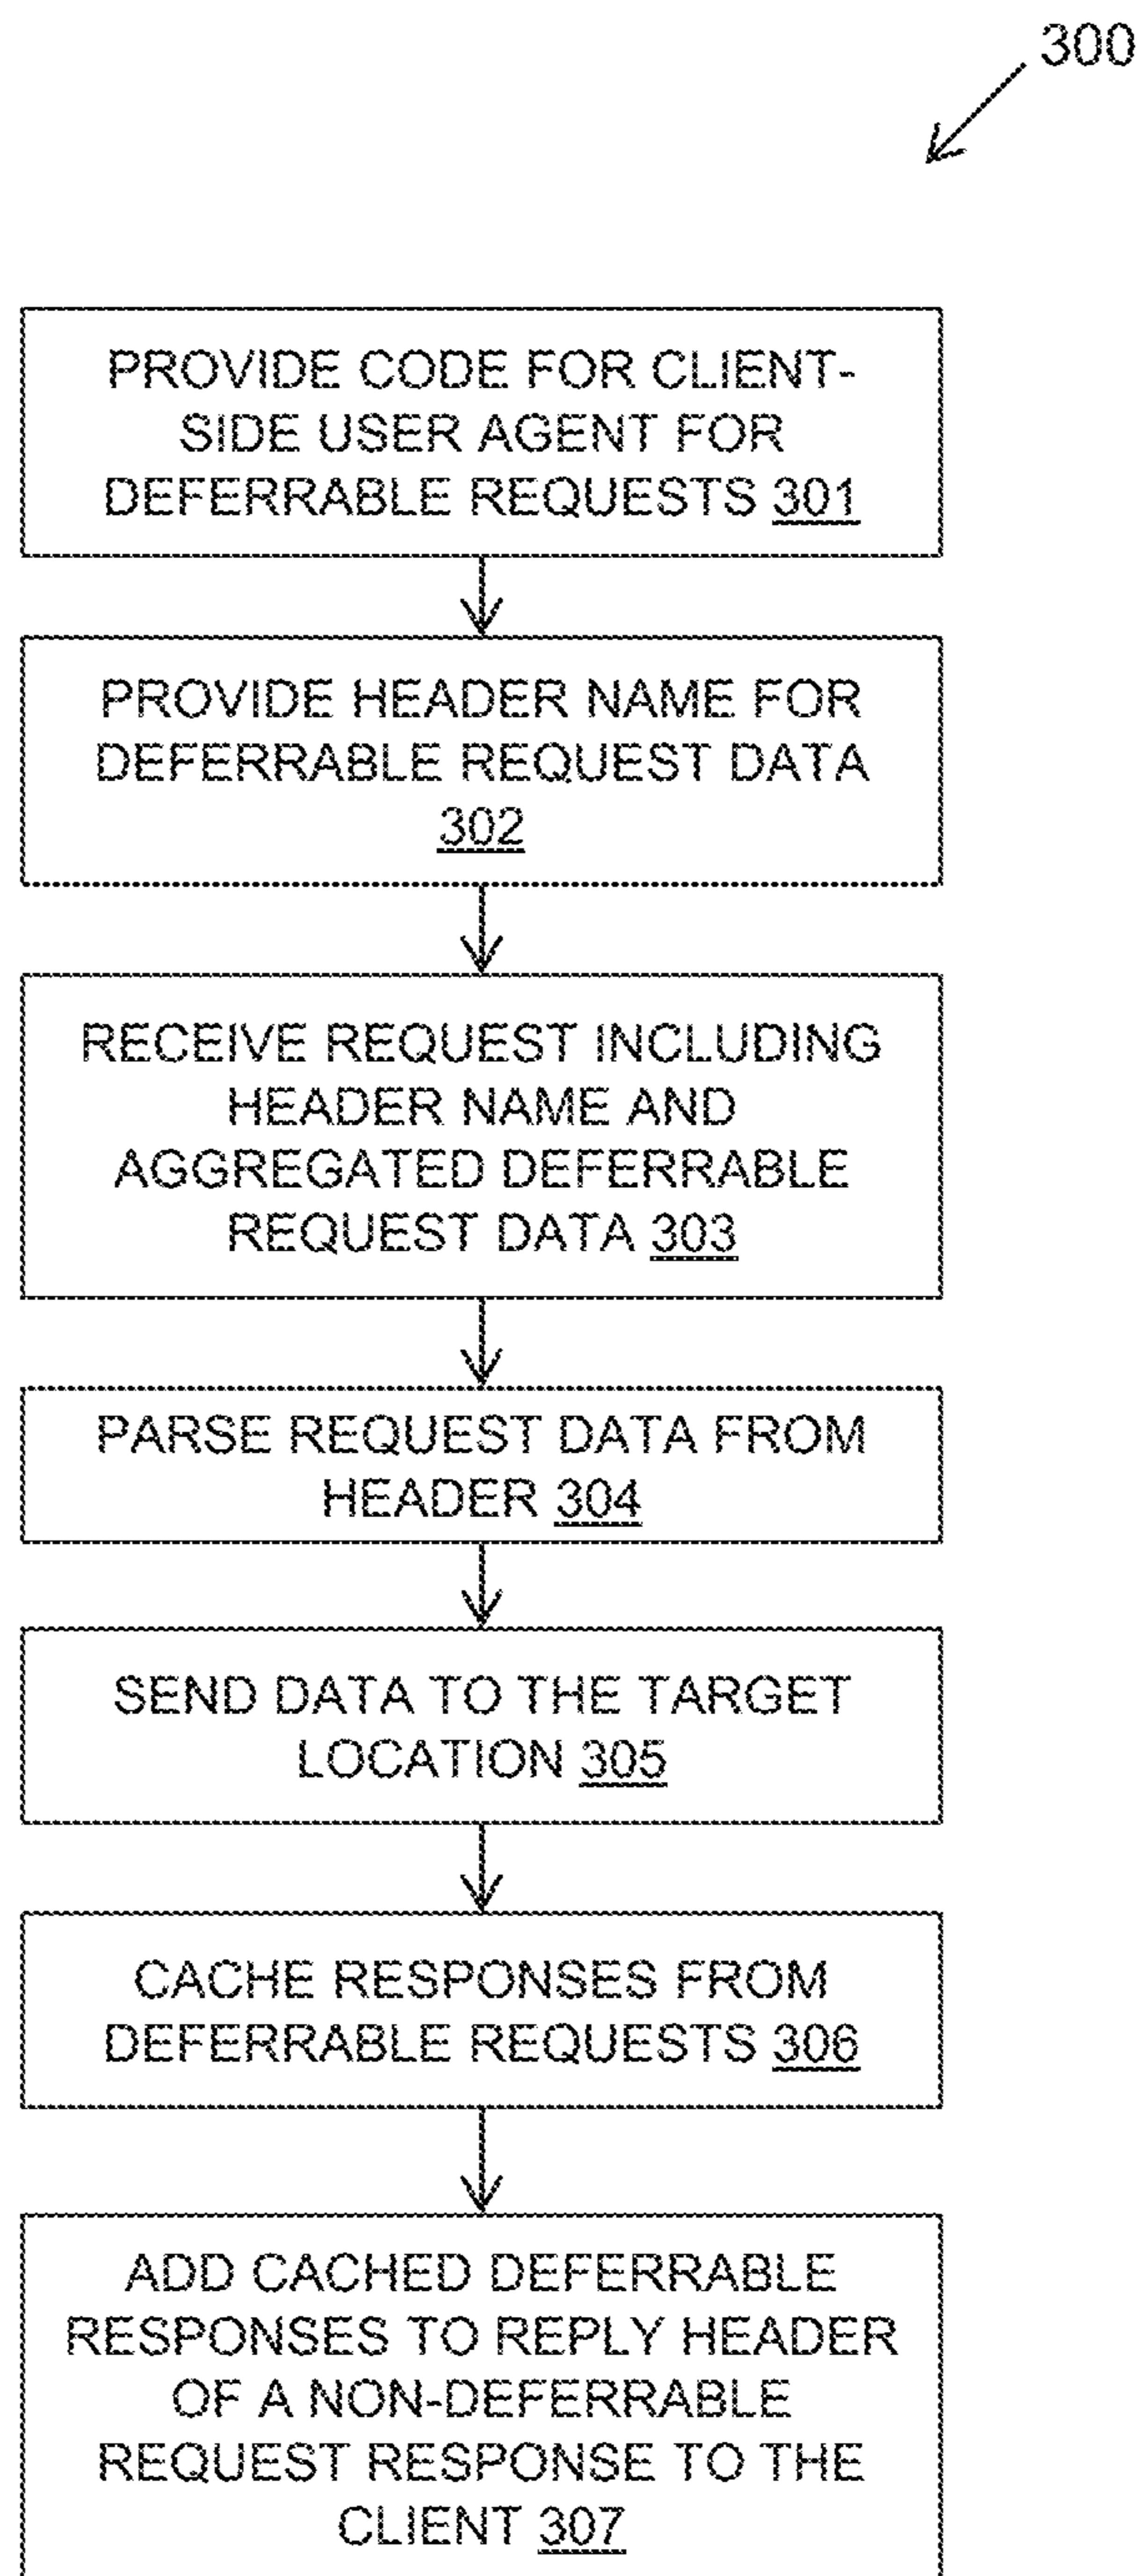 300
PROVIDE CODE FOR CLIENT-
SIDE USER AGENT FOR
DEFERRABLE REQUESTS 301
PROVIDE HEADER NAME FOR
DEFERRABLE REQUEST DATA
302
RECEIVE REQUEST INCLUDING
HEADER NAME AND
AGGREGATED DEFERRABLE
REQUEST DATA 303
PARSE REQUEST DATA FROM
HEADER 304
SEND DATA TO THE TARGET
LOCATION 305
CACHE RESPONSES FROM
DEFERRABLE REQUESTS 306
ADD CACHED DEFERRABLE
RESPONSES TO REPLY HEADER
OF A NON-DEFERRABLE
REQUEST RESPONSE TO THE
CLIENT 307